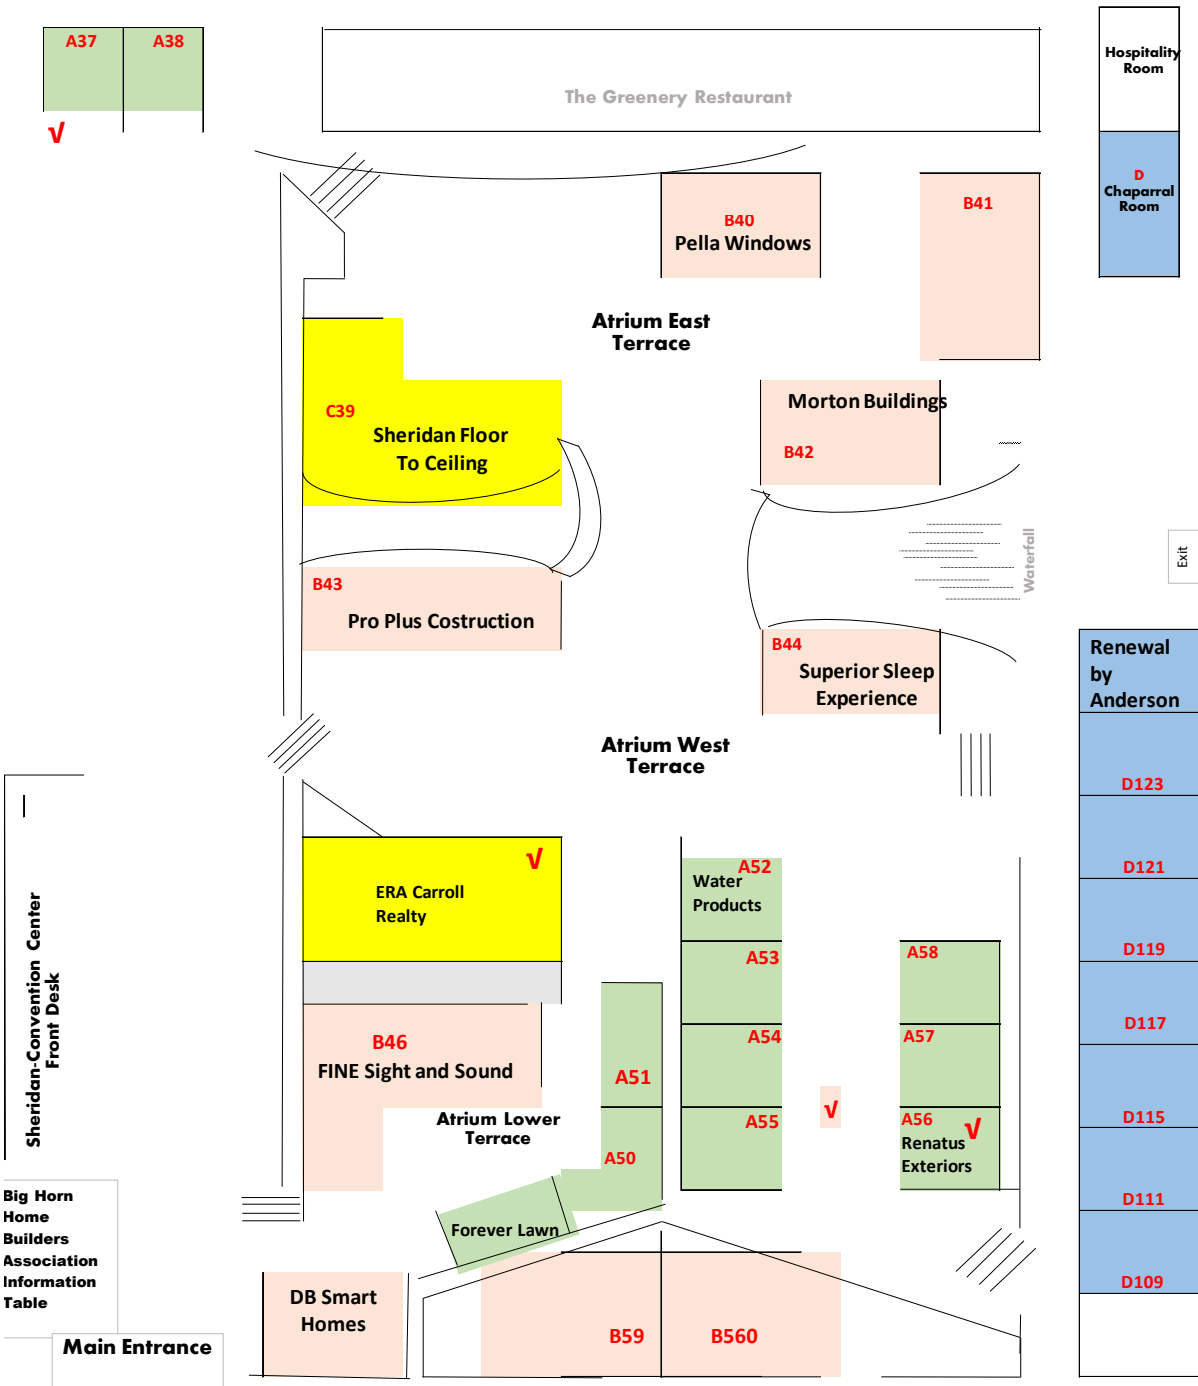 A37
A38
√
The Greenery Restaurant
Hospitality
Room
D
Chaparral
Room
B40
Pella Windows
B41
Atrium East
Terrace
C39
Sheridan Floor
To Ceiling
Morton Buildings
B42
Waterfall
Exit
B43
Pro Plus Costruction
B44
Superior Sleep
Experience
Renewal
by
Anderson
Atrium West
Terrace
D123
D121
D119
D117
D115
D111
D109
√
ERA Carroll
Realty
A52
Water
Products
A53
A54
A55
A58
A57
A56
√
Renatus
Exteriors
√
Sheridan-Convention Center
Front Desk
B46
FINE Sight and Sound
A51
A50
Atrium Lower
Terrace
Forever Lawn
Big Horn
Home
Builders
Association
Information
Table
DB Smart
Homes
B59
B560
Main Entrance